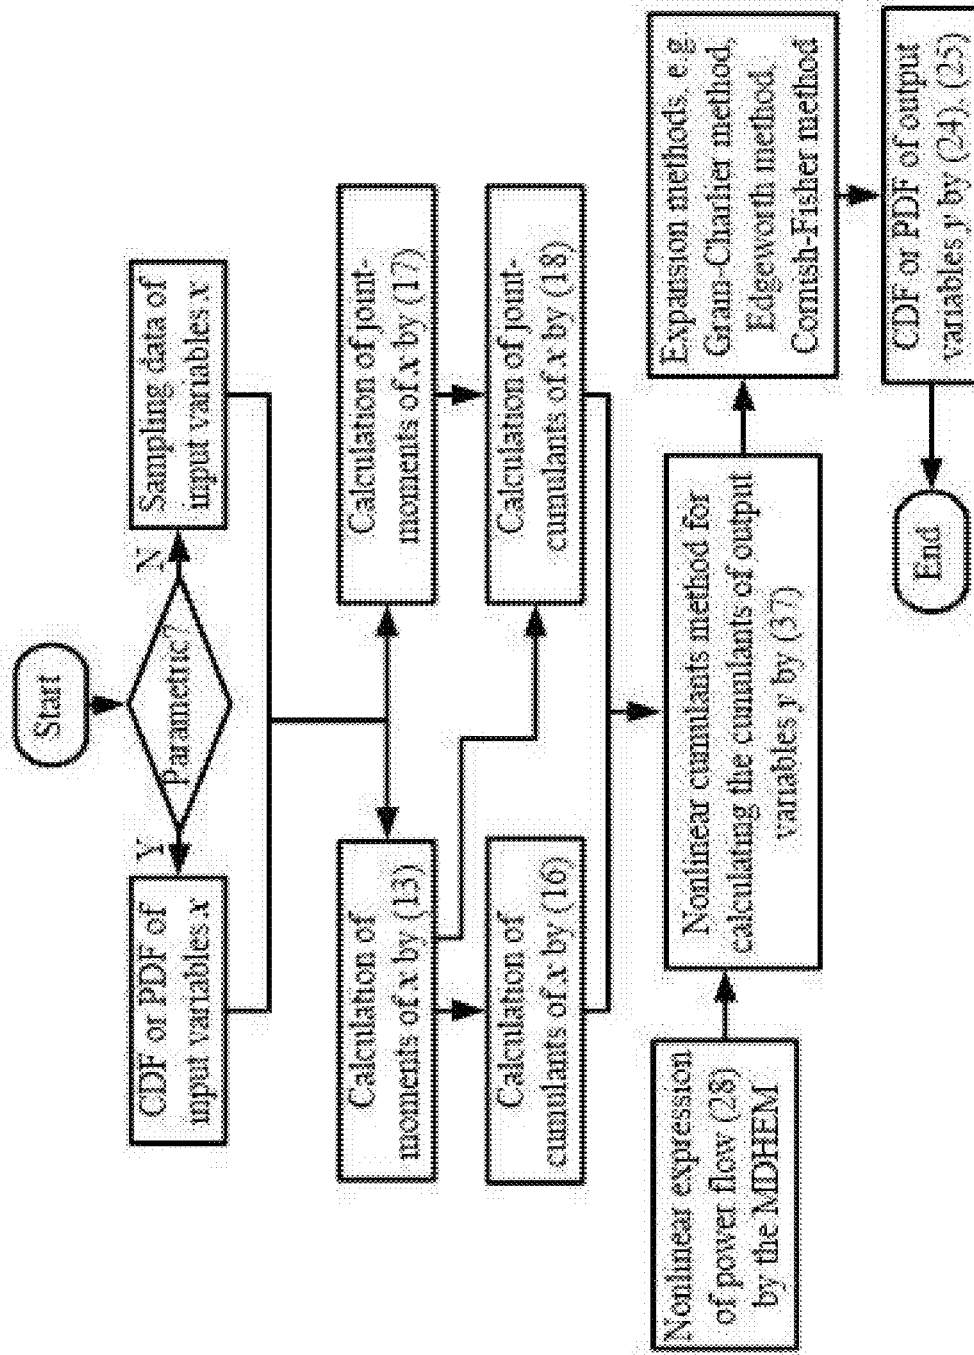 Start
Parametric?
Y
N
CDF or PDF of
input variables x
Sampling data of
input variables x
Calculation of
moments of x by (13)
Calculation of joint-
moments of x by (17)
Calculation of
cumulants of x by (16)
Calculation of joint-
cumulants of x by (18)
Nonlinear expression
of power flow (28)
by the MDHEM
Nonlinear cumulants method for
calculating the cumulants of output
variables y by (37)
Expansion methods, e.g.
Gram-Charlier method,
Edgeworth method,
Cornish-Fisher method
CDF or PDF of output
variables y by (24), (25)
End